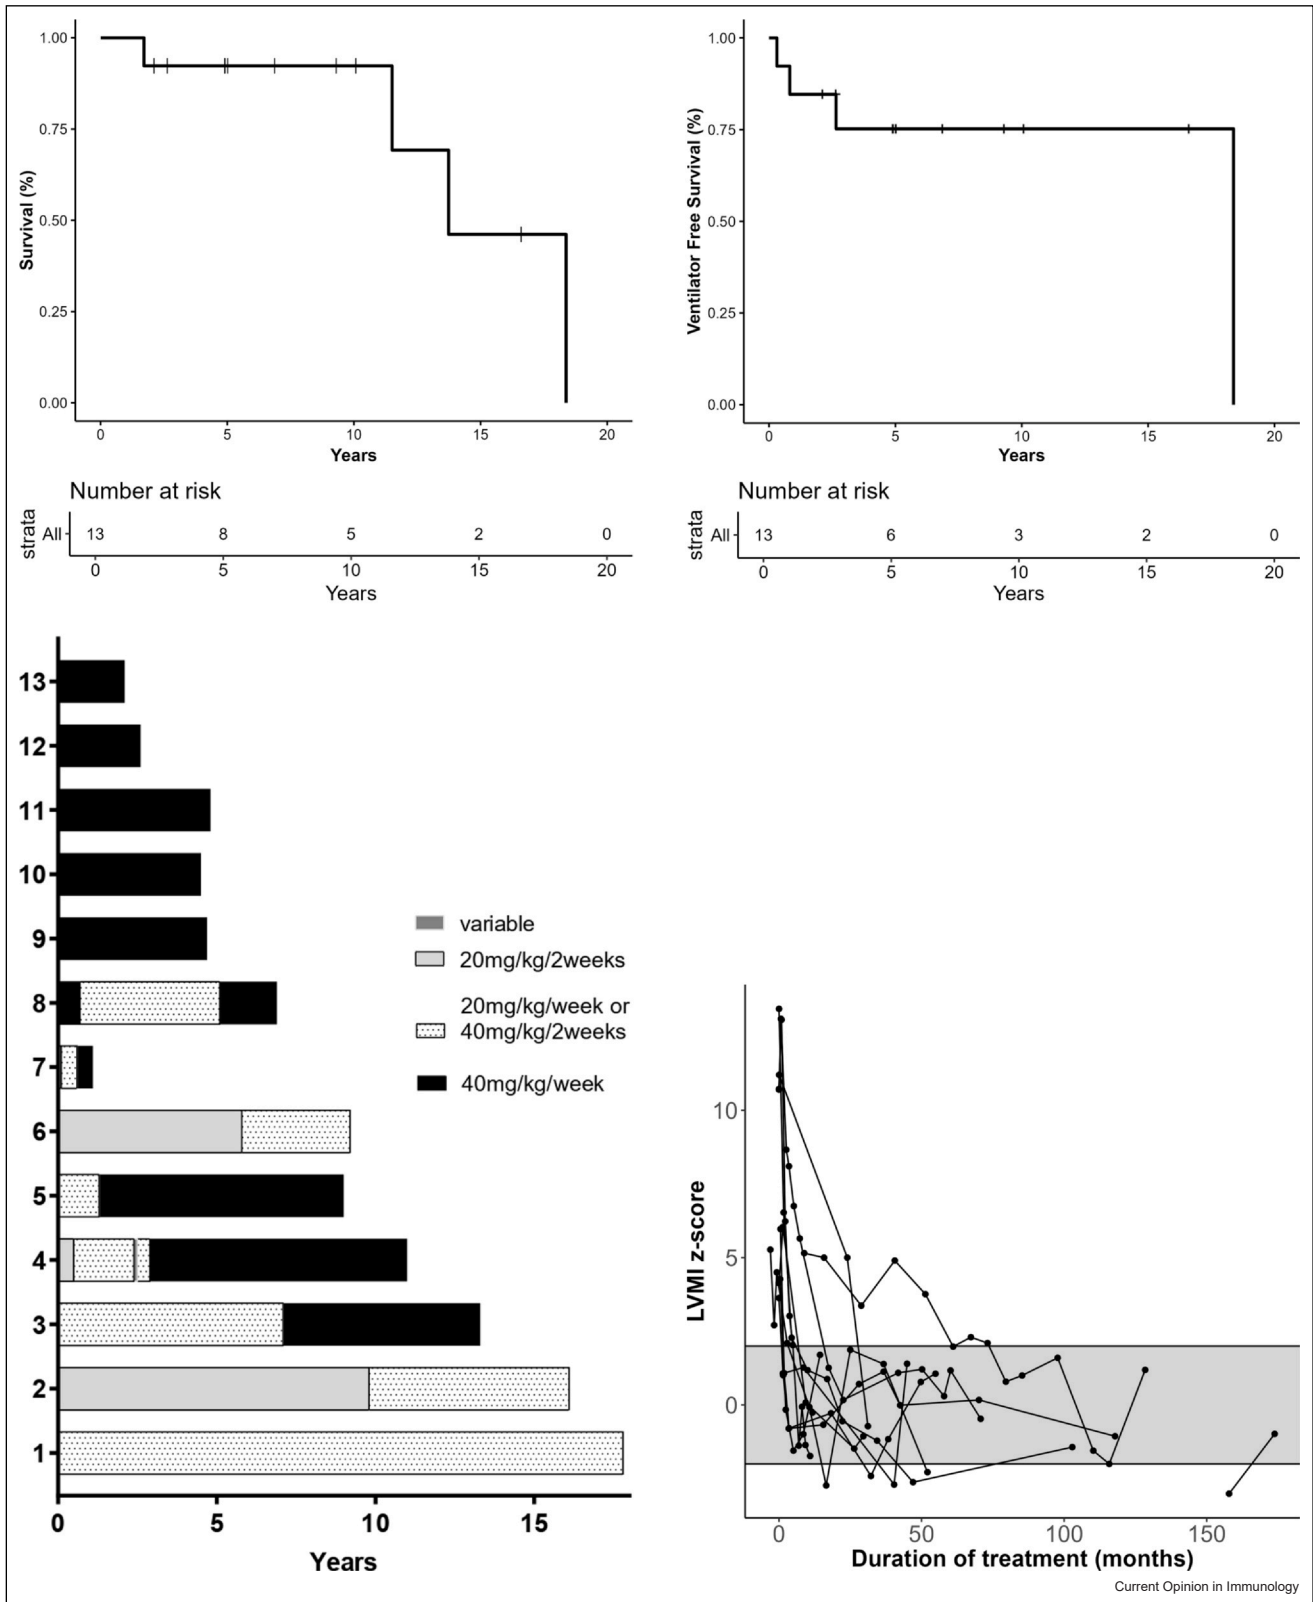 1.00
0.75
0.50
0.25
0.00
Survival (%)
0 5 10 15 20
Years
Number at risk
strata
All 13 8 5 2 0
0 5 10 15 20
Years
1.00
0.75
0.50
0.25
0.00
Ventilator Free Survival (%)
0 5 10 15 20
Years
Number at risk
strata
All 13 6 3 2 0
0 5 10 15 20
Years
13
12
11
10
9
8
7
6
5
4
3
2
1
0 5 10 15
Years
variable
20mg/kg/2weeks
20mg/kg/week or
40mg/kg/2weeks
40mg/kg/week
10
5
0
LVMI z-score
0 50 100 150
Duration of treatment (months)
Current Opinion in Immunology